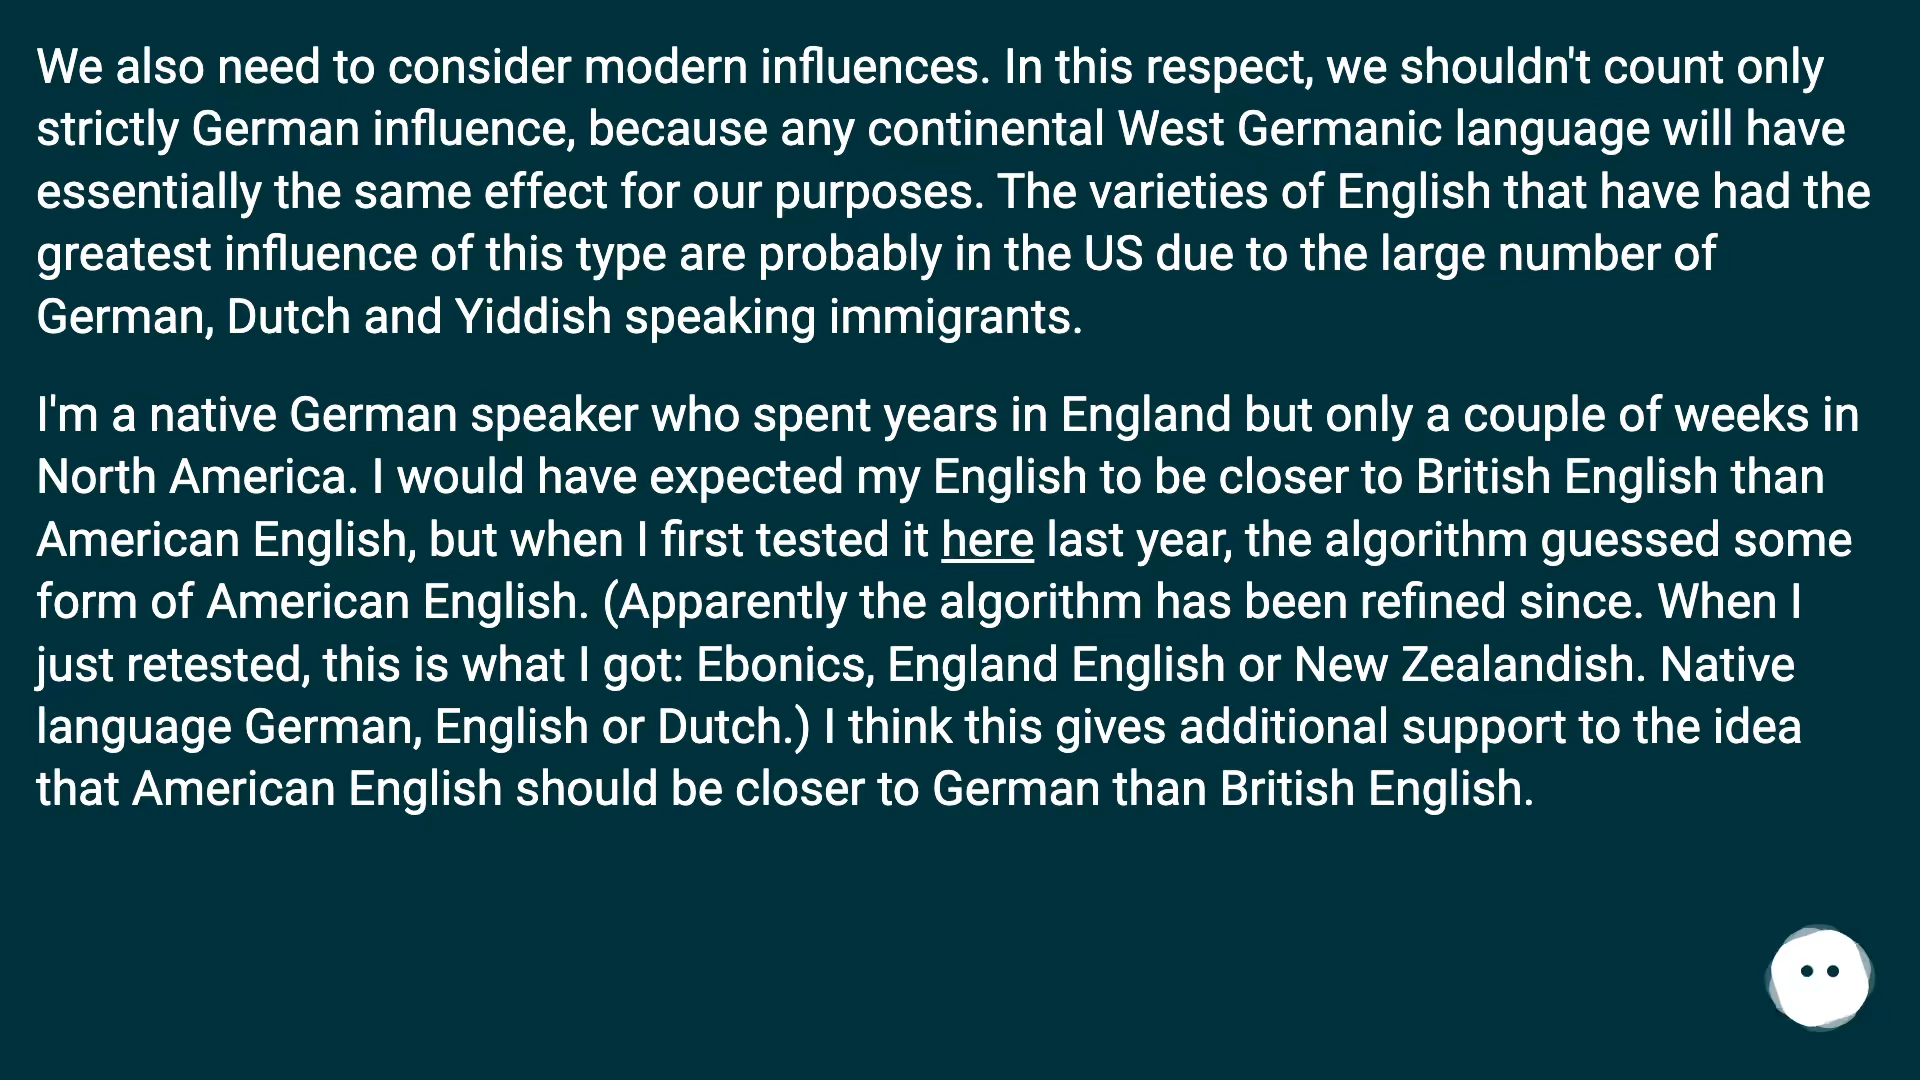 We also need to consider modern influences. In this respect, we shouldn't count only
strictly German influence, because any continental West Germanic language will have
essentially the same effect for our purposes. The varieties of English that have had the
greatest influence of this type are probably in the US due to the large number of
German, Dutch and Yiddish speaking immigrants.
I'm a native German speaker who spent years in England but only a couple of weeks in
North America. I would have expected my English to be closer to British English than
American English, but when I first tested it here last year, the algorithm guessed some
form of American English. (Apparently the algorithm has been refined since. When I
just retested, this is what I got: Ebonics, England English or New Zealandish. Native
language German, English or Dutch.) I think this gives additional support to the idea
that American English should be closer to German than British English.